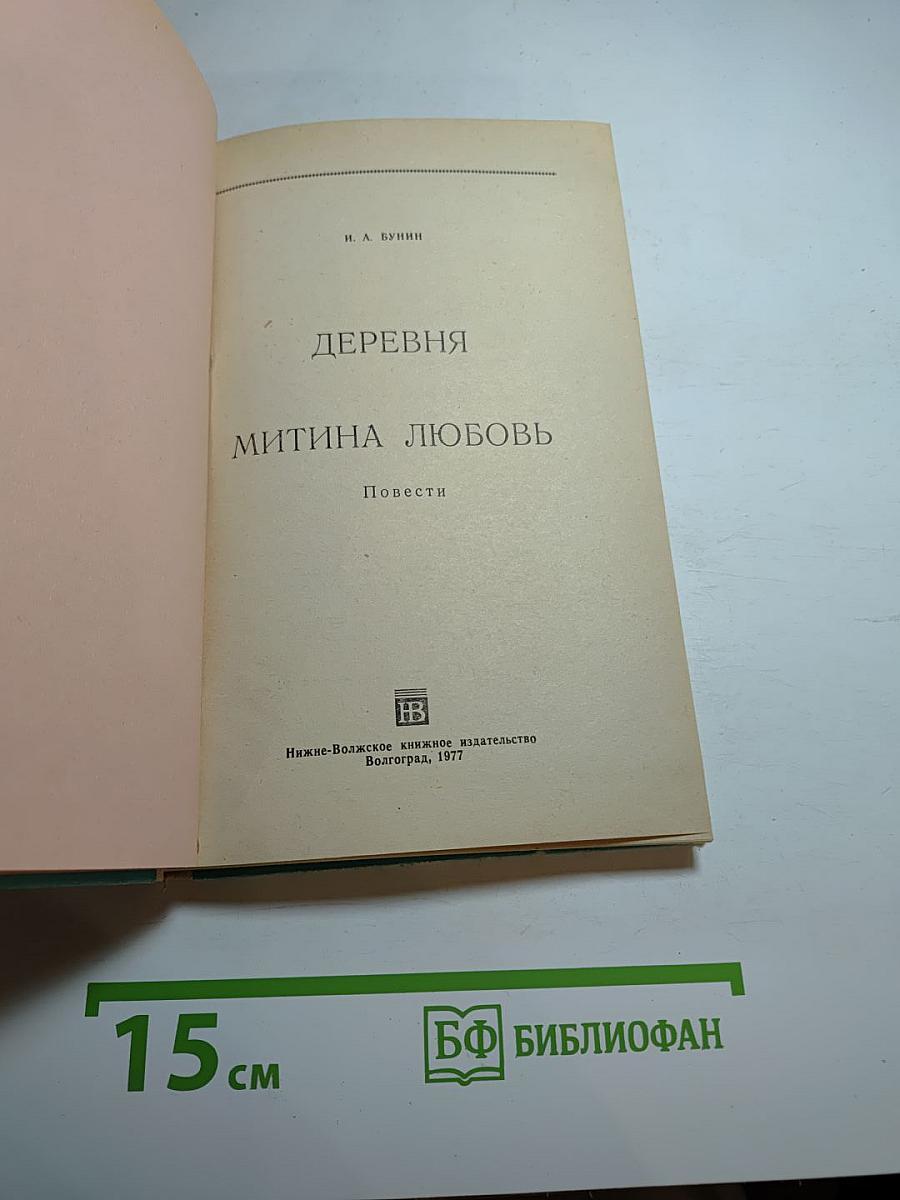 И. А. БУНИН
ДЕРЕВНЯ
МИТИНА ЛЮБОВЬ
Повести
НВ
Нижне-Волжское книжное издательство
Волгоград, 1977
15 см
БФ БИБЛИОФАН